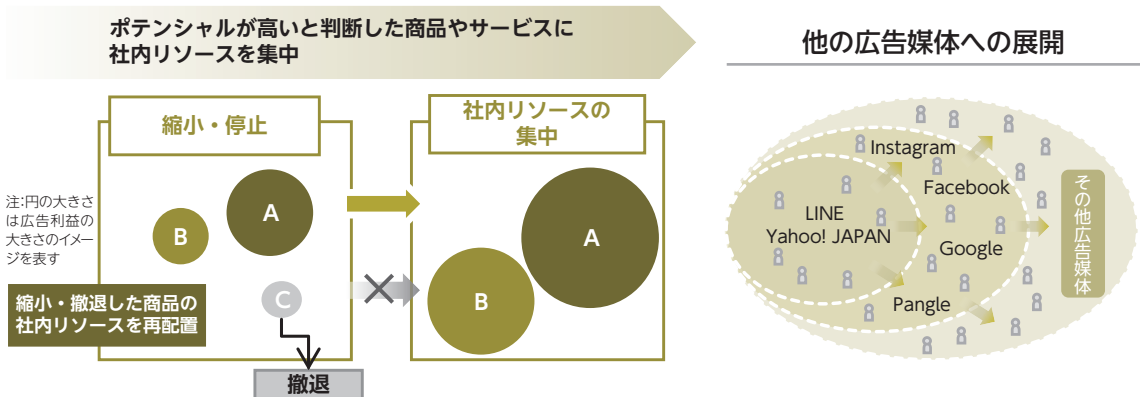 ポテンシャルが高いと判断した商品やサービスに
社内リソースを集中
縮小・停止
A
B
C
注:円の大きさ
は広告利益の
大きさのイメー
ジを表す
縮小・撤退した商品の
社内リソースを再配置
撤退
社内リソースの
集中
A
B
他の広告媒体への展開
Instagram
Facebook
LINE
Yahoo! JAPAN
Google
Pangle
その他広告媒体